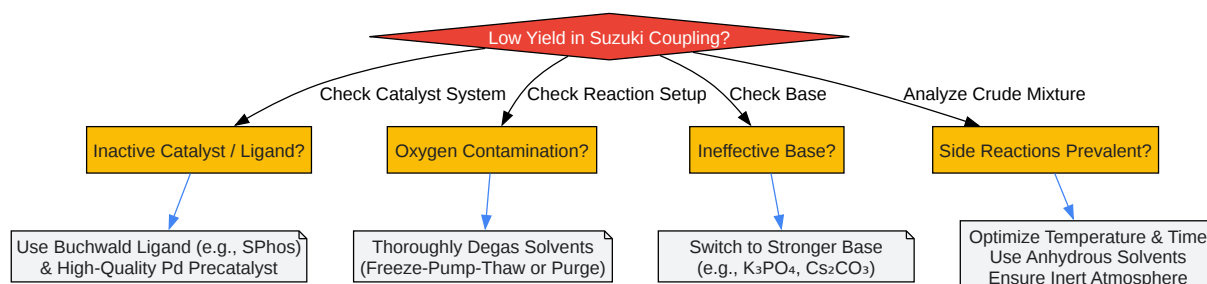 Low Yield in Suzuki Coupling?
Check Catalyst System
Check Reaction Setup
Check Base
Analyze Crude Mixture
Inactive Catalyst / Ligand?
Oxygen Contamination?
Ineffective Base?
Side Reactions Prevalent?
Use Buchwald Ligand (e.g., SPhos)
& High-Quality Pd Precatalyst
Thoroughly Degas Solvents
(Freeze-Pump-Thaw or Purge)
Switch to Stronger Base
(e.g., K₃PO₄, Cs₂CO₃)
Optimize Temperature & Time
Use Anhydrous Solvents
Ensure Inert Atmosphere